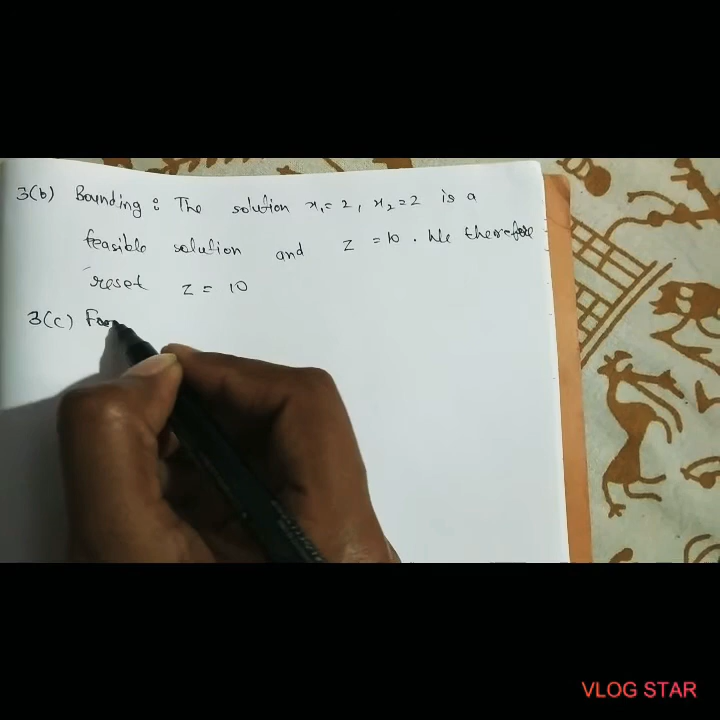 3(b) Bounding : The solution x₁ = 2, x₂ = 2 is a
feasible solution and z = 10. We therefore
reset z = 10
3(c)
VLOG STAR